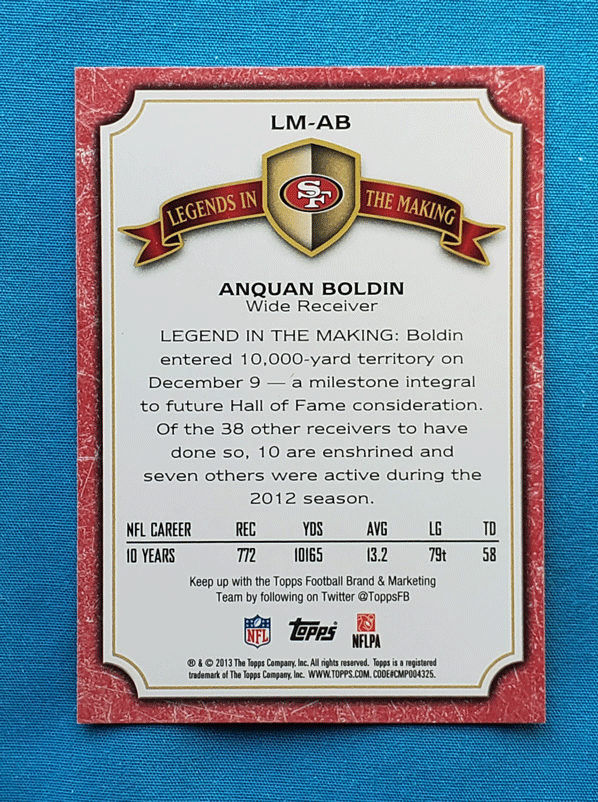 LM-AB
LEGENDS IN SF THE MAKING
ANQUAN BOLDIN
Wide Receiver
LEGEND IN THE MAKING: Boldin
entered 10,000-yard territory on
December 9 — a milestone integral
to future Hall of Fame consideration.
Of the 38 other receivers to have
done so, 10 are enshrined and
seven others were active during the
2012 season.
NFL CAREER REC YDS AVG LG TD
10 YEARS 772 10165 13.2 79t 58
Keep up with the Topps Football Brand & Marketing
Team by following on Twitter @ToppsFB
NFL Topps NFLPA
® & © 2013 The Topps Company, Inc. All rights reserved. Topps is a registered
trademark of The Topps Company, Inc. WWW.TOPPS.COM. CODE#CMP004325.